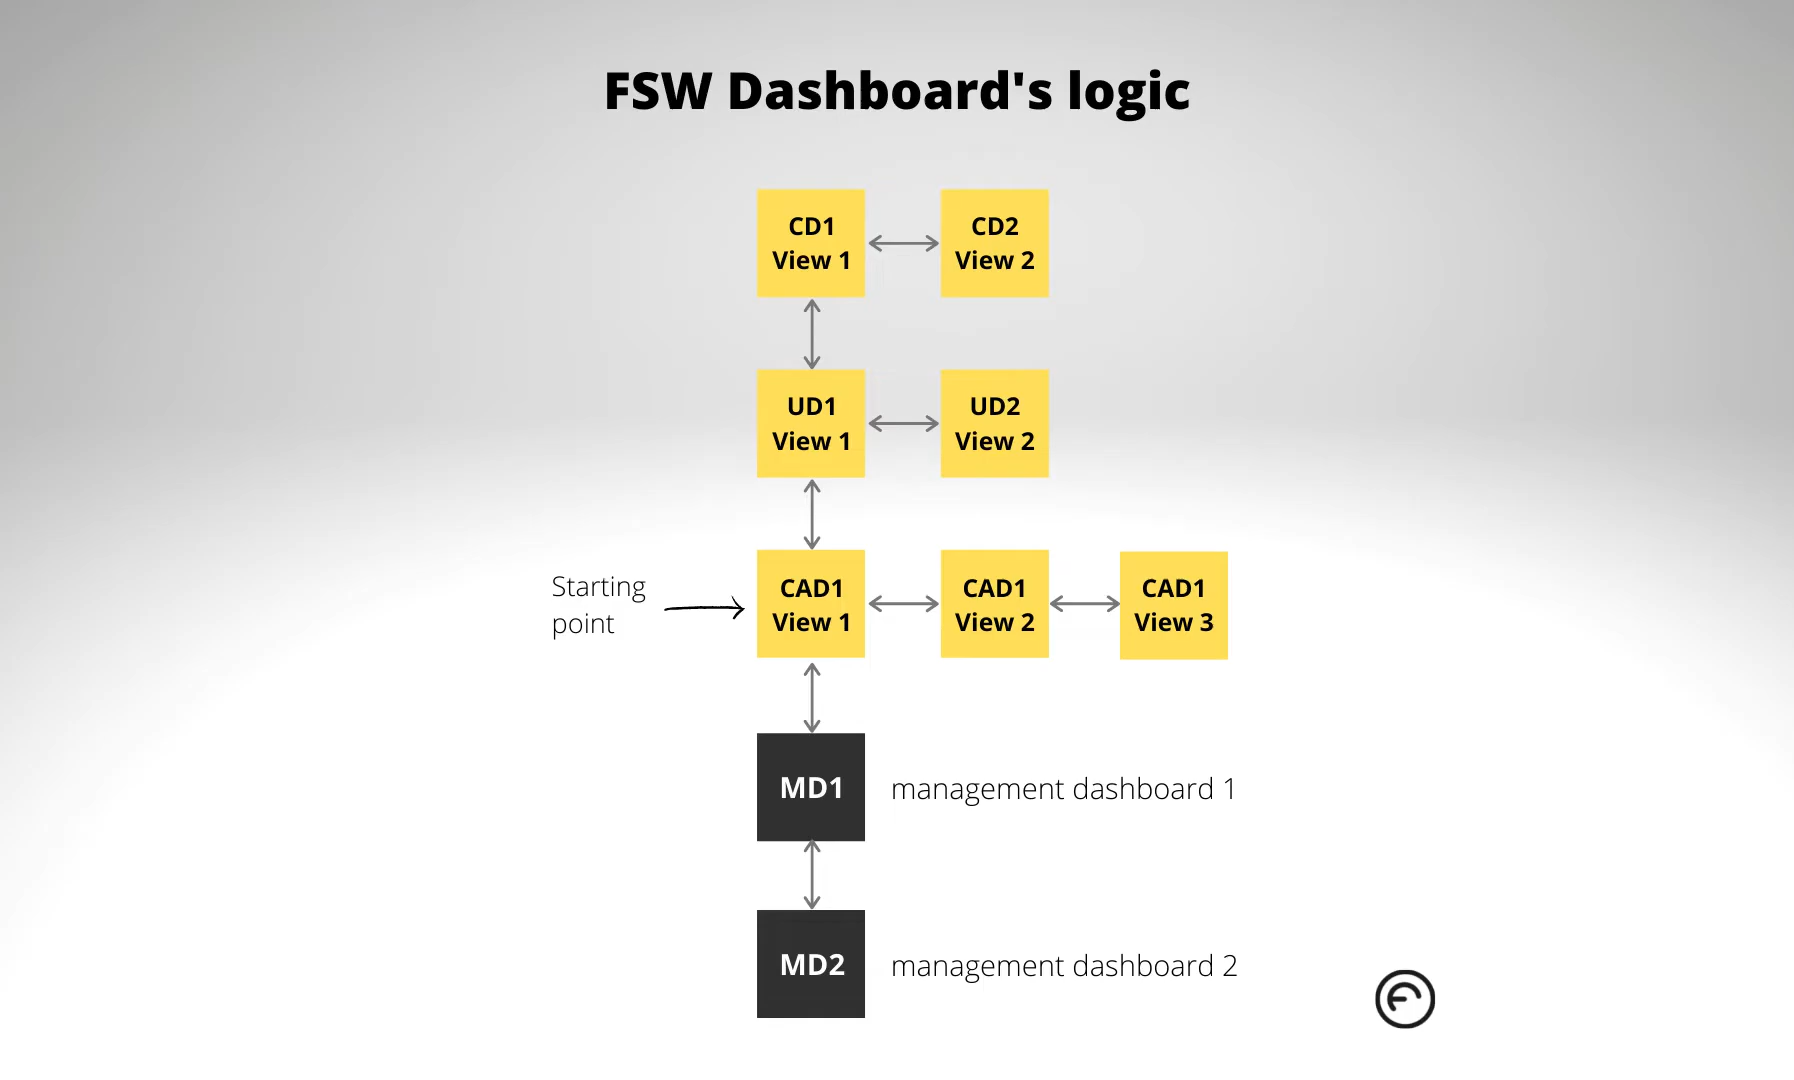 FSW Dashboard's logic
CD1
View 1
CD2
View 2
UD1
View 1
UD2
View 2
Starting
point
CAD1
View 1
CAD1
View 2
CAD1
View 3
MD1
management dashboard 1
MD2
management dashboard 2